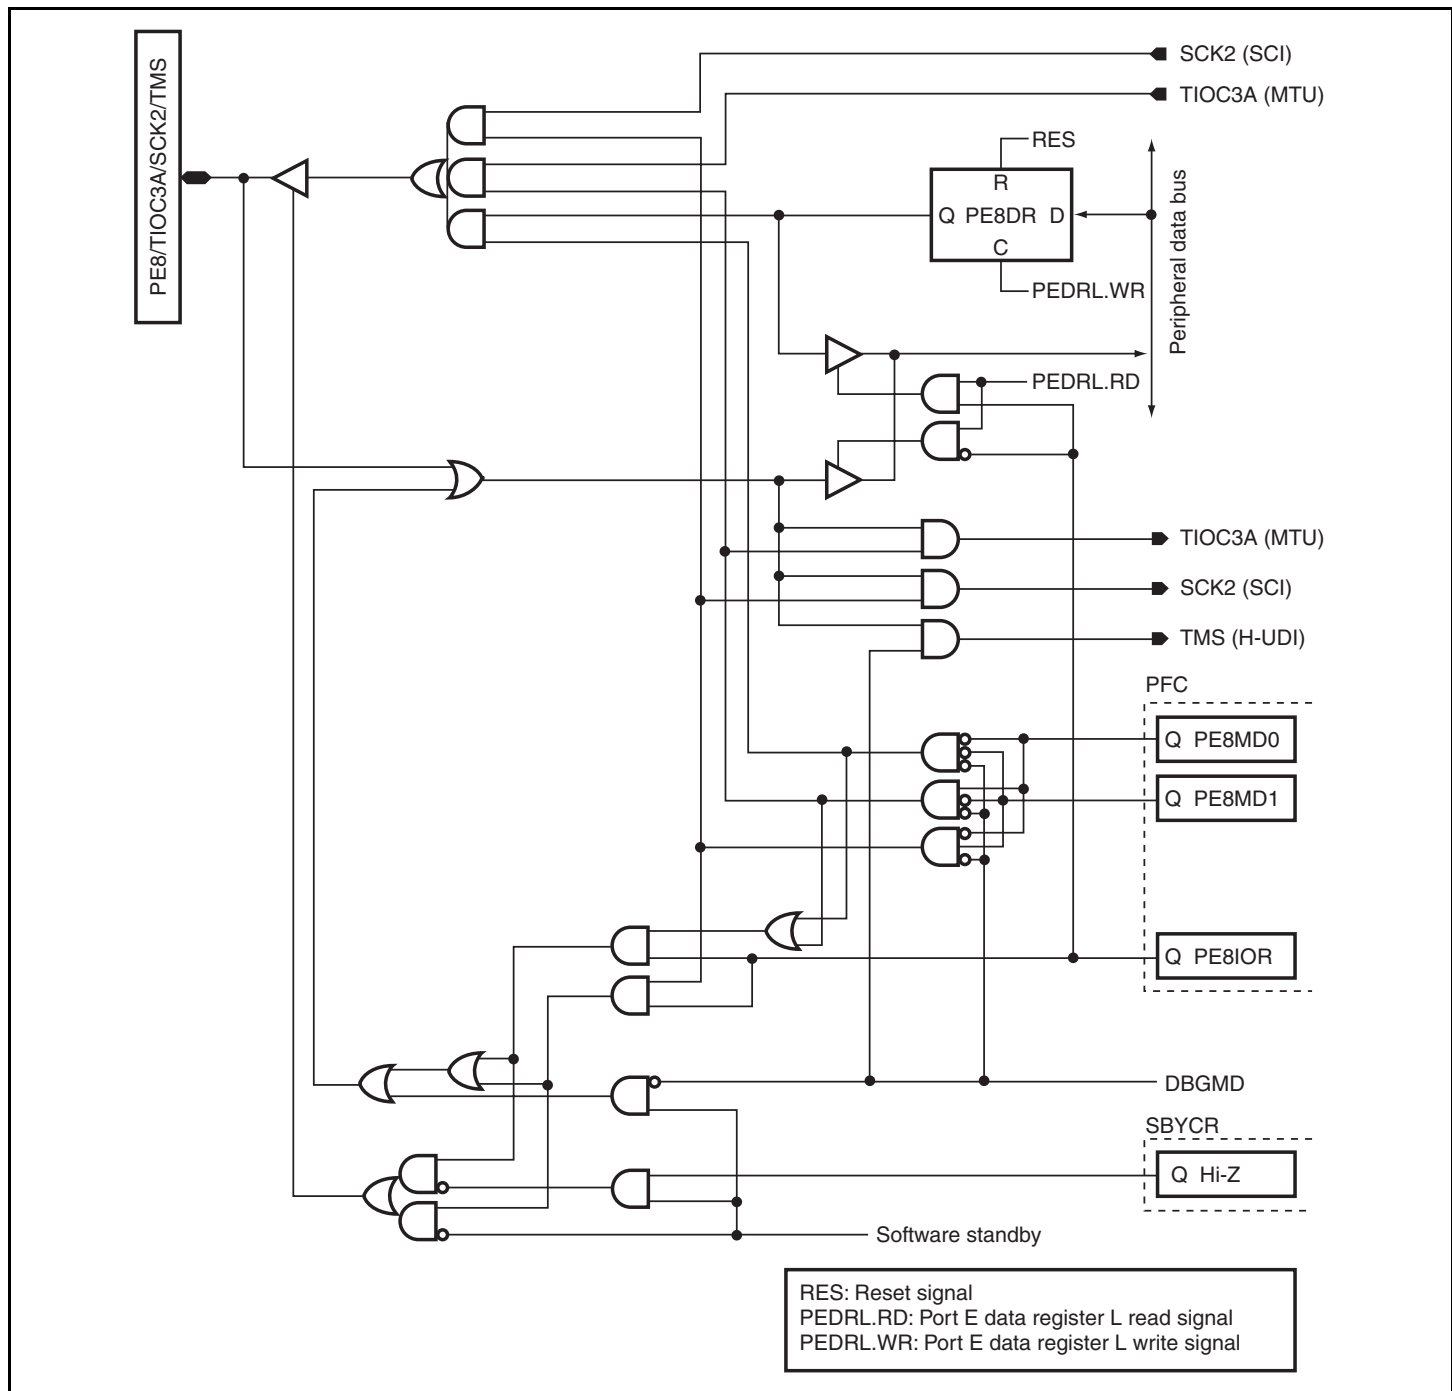 PE8/TIOC3A/SCK2/TMS
SCK2 (SCI)
TIOC3A (MTU)
RES
R
Q PE8DR D
C
PEDRL.WR
Peripheral data bus
PEDRL.RD
TIOC3A (MTU)
SCK2 (SCI)
TMS (H-UDI)
PFC
Q PE8MD0
Q PE8MD1
Q PE8IOR
DBGMD
SBYCR
Q Hi-Z
Software standby
RES: Reset signal
PEDRL.RD: Port E data register L read signal
PEDRL.WR: Port E data register L write signal